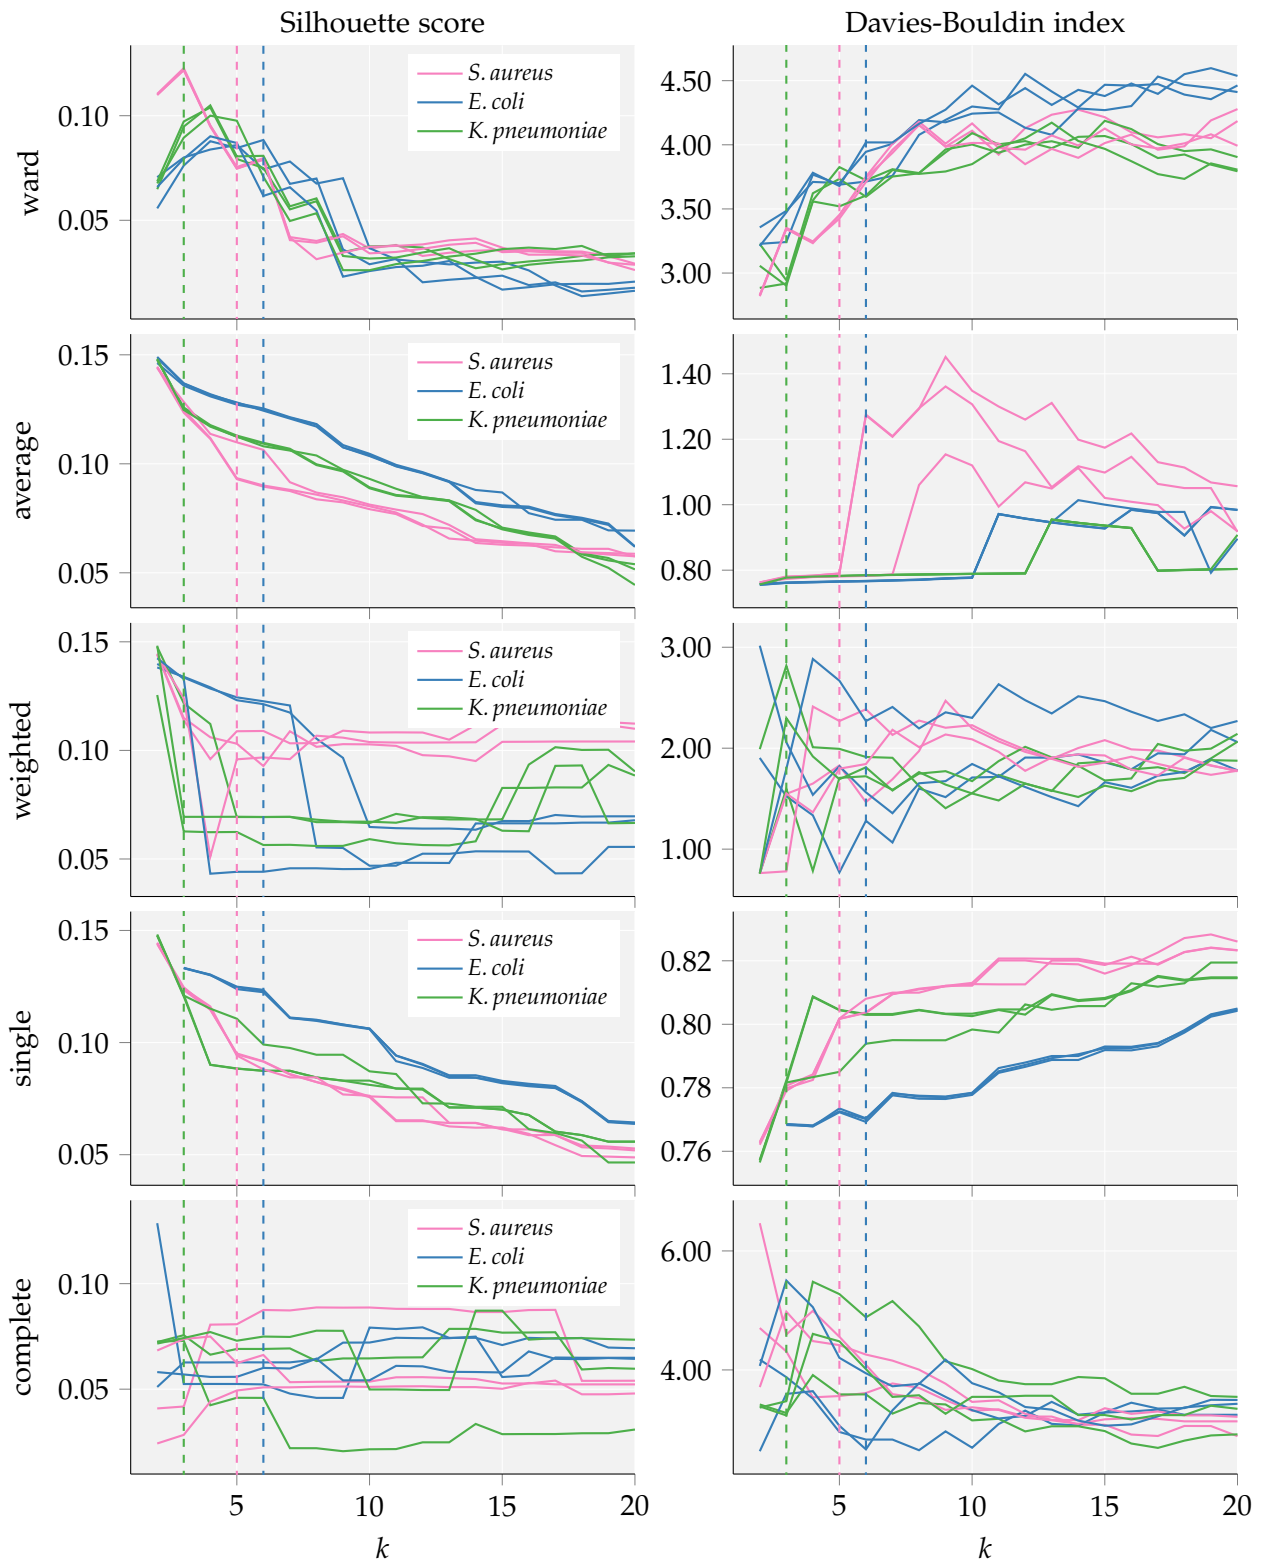 Silhouette score
Davies-Bouldin index
ward
0.10
0.05
S. aureus
E. coli
K. pneumoniae
4.50
4.00
3.50
3.00
average
0.15
0.10
0.05
S. aureus
E. coli
K. pneumoniae
1.40
1.20
1.00
0.80
weighted
0.15
0.10
0.05
S. aureus
E. coli
K. pneumoniae
3.00
2.00
1.00
single
0.15
0.10
0.05
S. aureus
E. coli
K. pneumoniae
0.82
0.80
0.78
0.76
complete
0.10
0.05
S. aureus
E. coli
K. pneumoniae
6.00
4.00
5 10 15 20
5 10 15 20
k
k